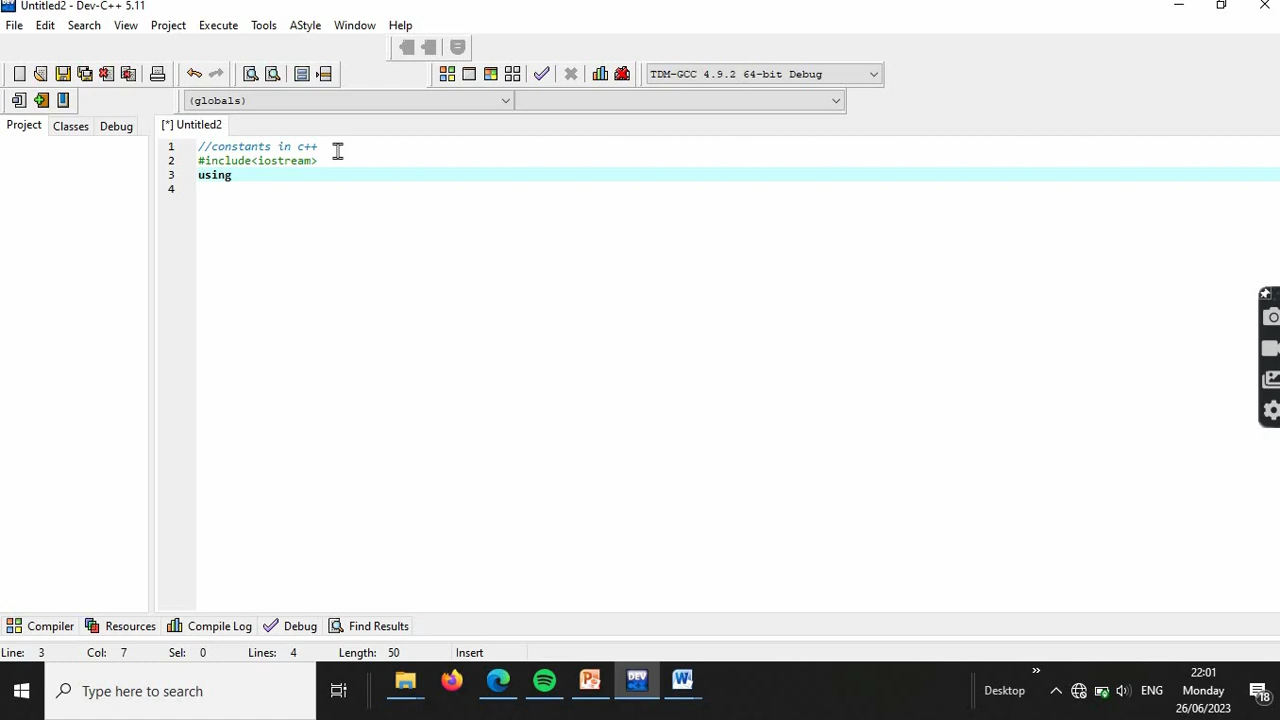 Untitled2 - Dev-C++ 5.11
File Edit Search View Project Execute Tools AStyle Window Help
TDM-GCC 4.9.2 64-bit Debug
(globals)
Project Classes Debug [*] Untitled2
1 //constants in c++
2 #include<iostream>
3 using
4
Compiler Resources Compile Log Debug Find Results
Line: 3 Col: 7 Sel: 0 Lines: 4 Length: 50 Insert
Type here to search DEV Desktop » ENG 22:01 Monday 26/06/2023 18